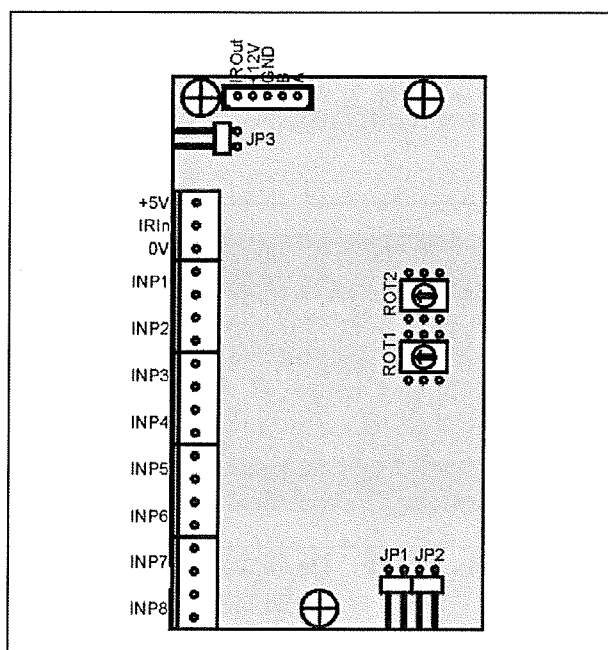 IROut
+12V
GND
B
A
JP3
+5V
IRIn
0V
INP1
INP2
INP3
INP4
INP5
INP6
INP7
INP8
ROT2
ROT1
JP1 JP2